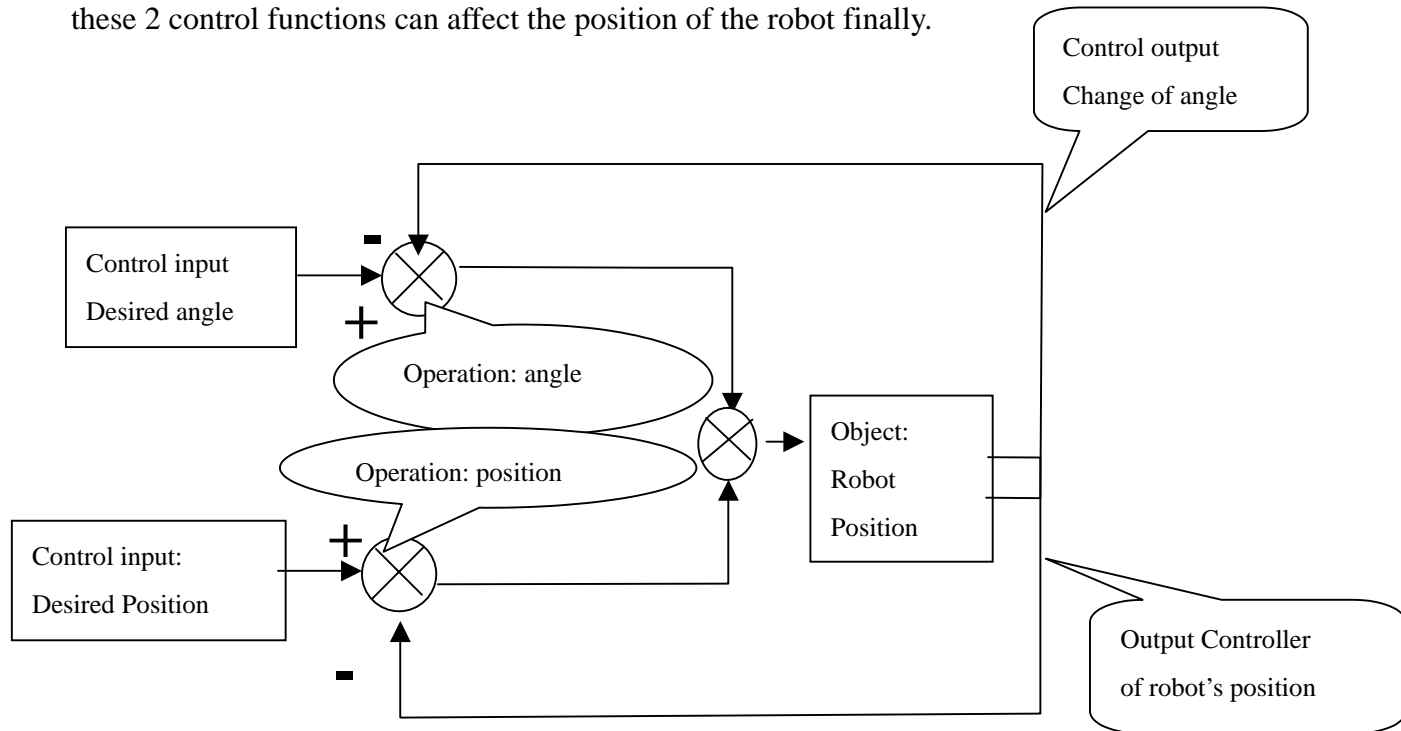 these 2 control functions can affect the position of the robot finally.
Control output
Change of angle
-
Control input
Desired angle
+
Operation: angle
Object:
Robot
Position
Operation: position
+
Control input:
Desired Position
-
Output Controller
of robot's position